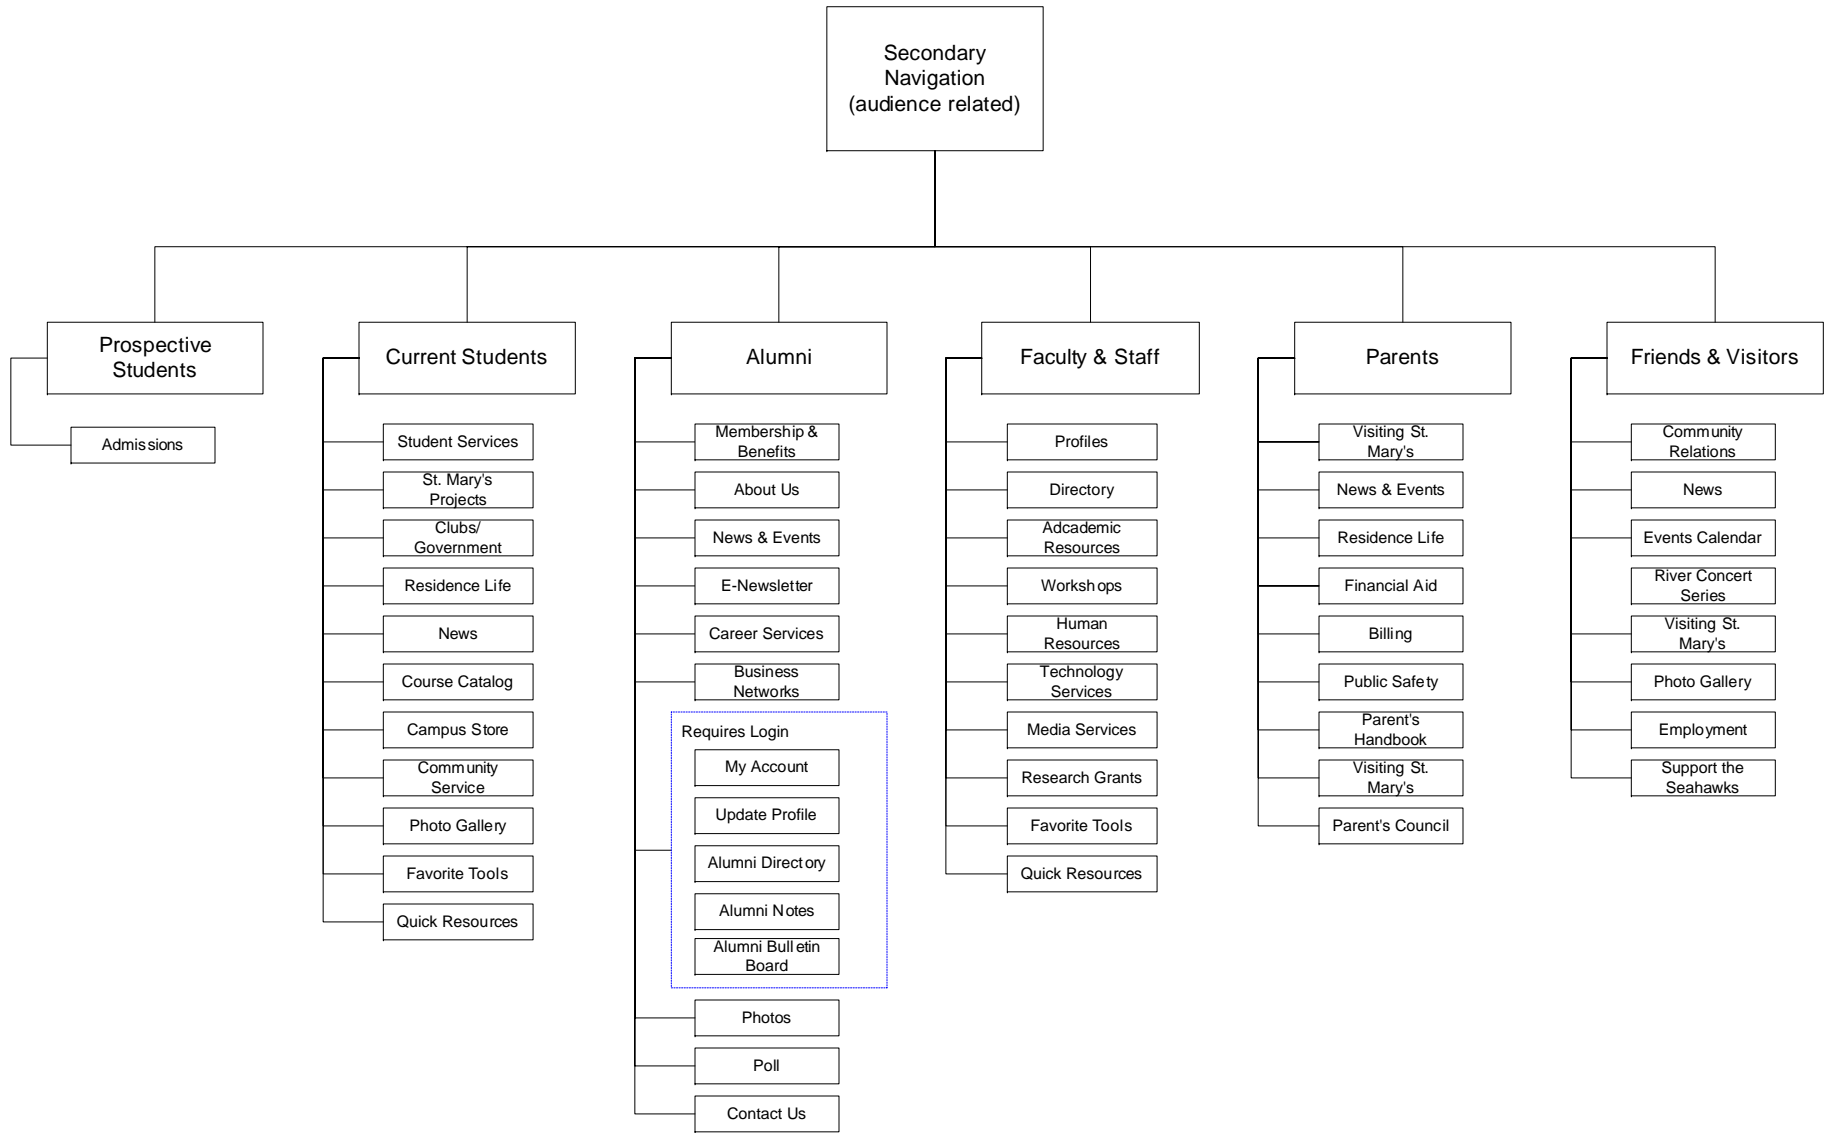 Secondary
Navigation
(audience related)
Prospective
Students
Admissions
Current Students
Student Services
St. Mary's
Projects
Clubs/
Government
Residence Life
News
Course Catalog
Campus Store
Community
Service
Photo Gallery
Favorite Tools
Quick Resources
Alumni
Membership &
Benefits
About Us
News & Events
E-Newsletter
Career Services
Business
Networks
Requires Login
My Account
Update Profile
Alumni Directory
Alumni Notes
Alumni Bulletin
Board
Photos
Poll
Contact Us
Faculty & Staff
Profiles
Directory
Adcademic
Resources
Workshops
Human
Resources
Technology
Services
Media Services
Research Grants
Favorite Tools
Quick Resources
Parents
Visiting St.
Mary's
News & Events
Residence Life
Financial Aid
Billing
Public Safety
Parent's
Handbook
Visiting St.
Mary's
Parent's Council
Friends & Visitors
Community
Relations
News
Events Calendar
River Concert
Series
Visiting St.
Mary's
Photo Gallery
Employment
Support the
Seahawks